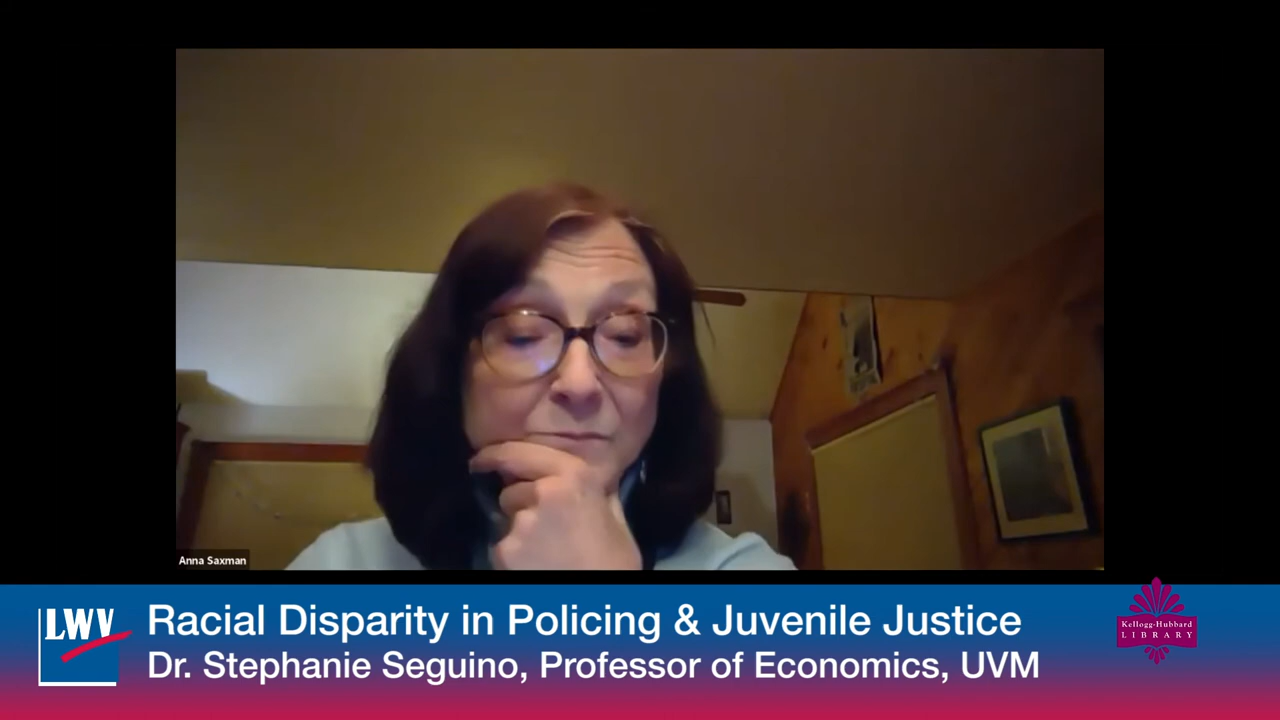 Anna Saxman
LWV
Racial Disparity in Policing & Juvenile Justice
Dr. Stephanie Seguino, Professor of Economics, UVM
Kellogg-Hubbard
LIBRARY